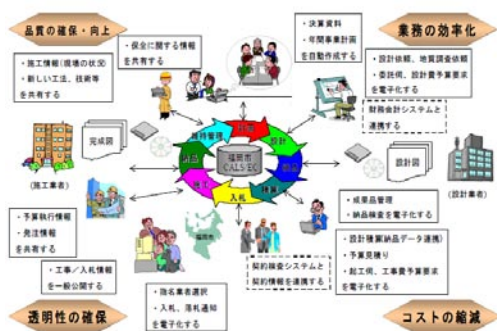 品質の確保・向上
業務の効率化
・決算資料
・年間事業計画
を自動作成する
・保全に関する情報
を共有する
・施工情報(現場の状況)
・新しい工法、技術等
を共有する
・設計依頼、地質調査依頼
・委託伺、設計費予算要求
を電子化する
財務会計システムと
連携する
維持管理
設計
納品
福岡市
CALS/EC
入札
積算
完成図
設計図
(施工業者)
(設計業者)
・予算執行情報
・発注情報
を共有する
・工事/入札情報
を一般公開する
福岡市
・指名業者選択
・入札、落札通知
を電子化する
契約検査システムと
契約情報を連携する
・成果品管理
・納品検査を電子化する
・設計積算(納品データ連携)
・予算見積り
・起工伺、工事費予算要求
を電子化する
透明性の確保
コストの縮減